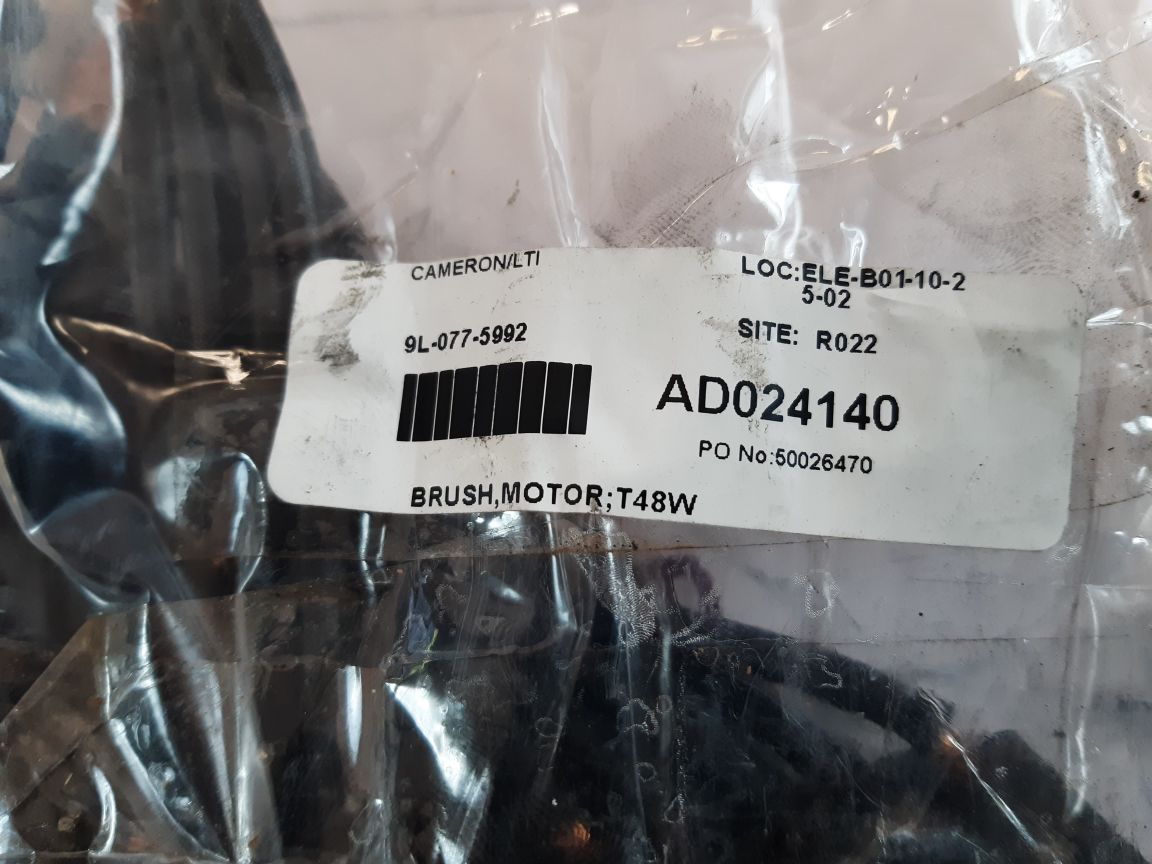 CAMERON/LTI
LOC:ELE-B01-10-2
5-02
9L-077-5992
SITE: R022
AD024140
PO No:50026470
BRUSH,MOTOR;T48W